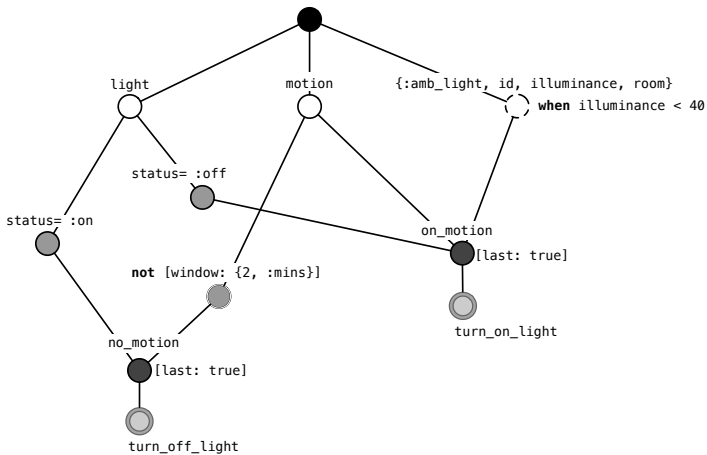 light
motion
{:amb_light, id, illuminance, room}
when illuminance < 40
status= :off
status= :on
on_motion
[last: true]
not [window: {2, :mins}]
turn_on_light
no_motion
[last: true]
turn_off_light